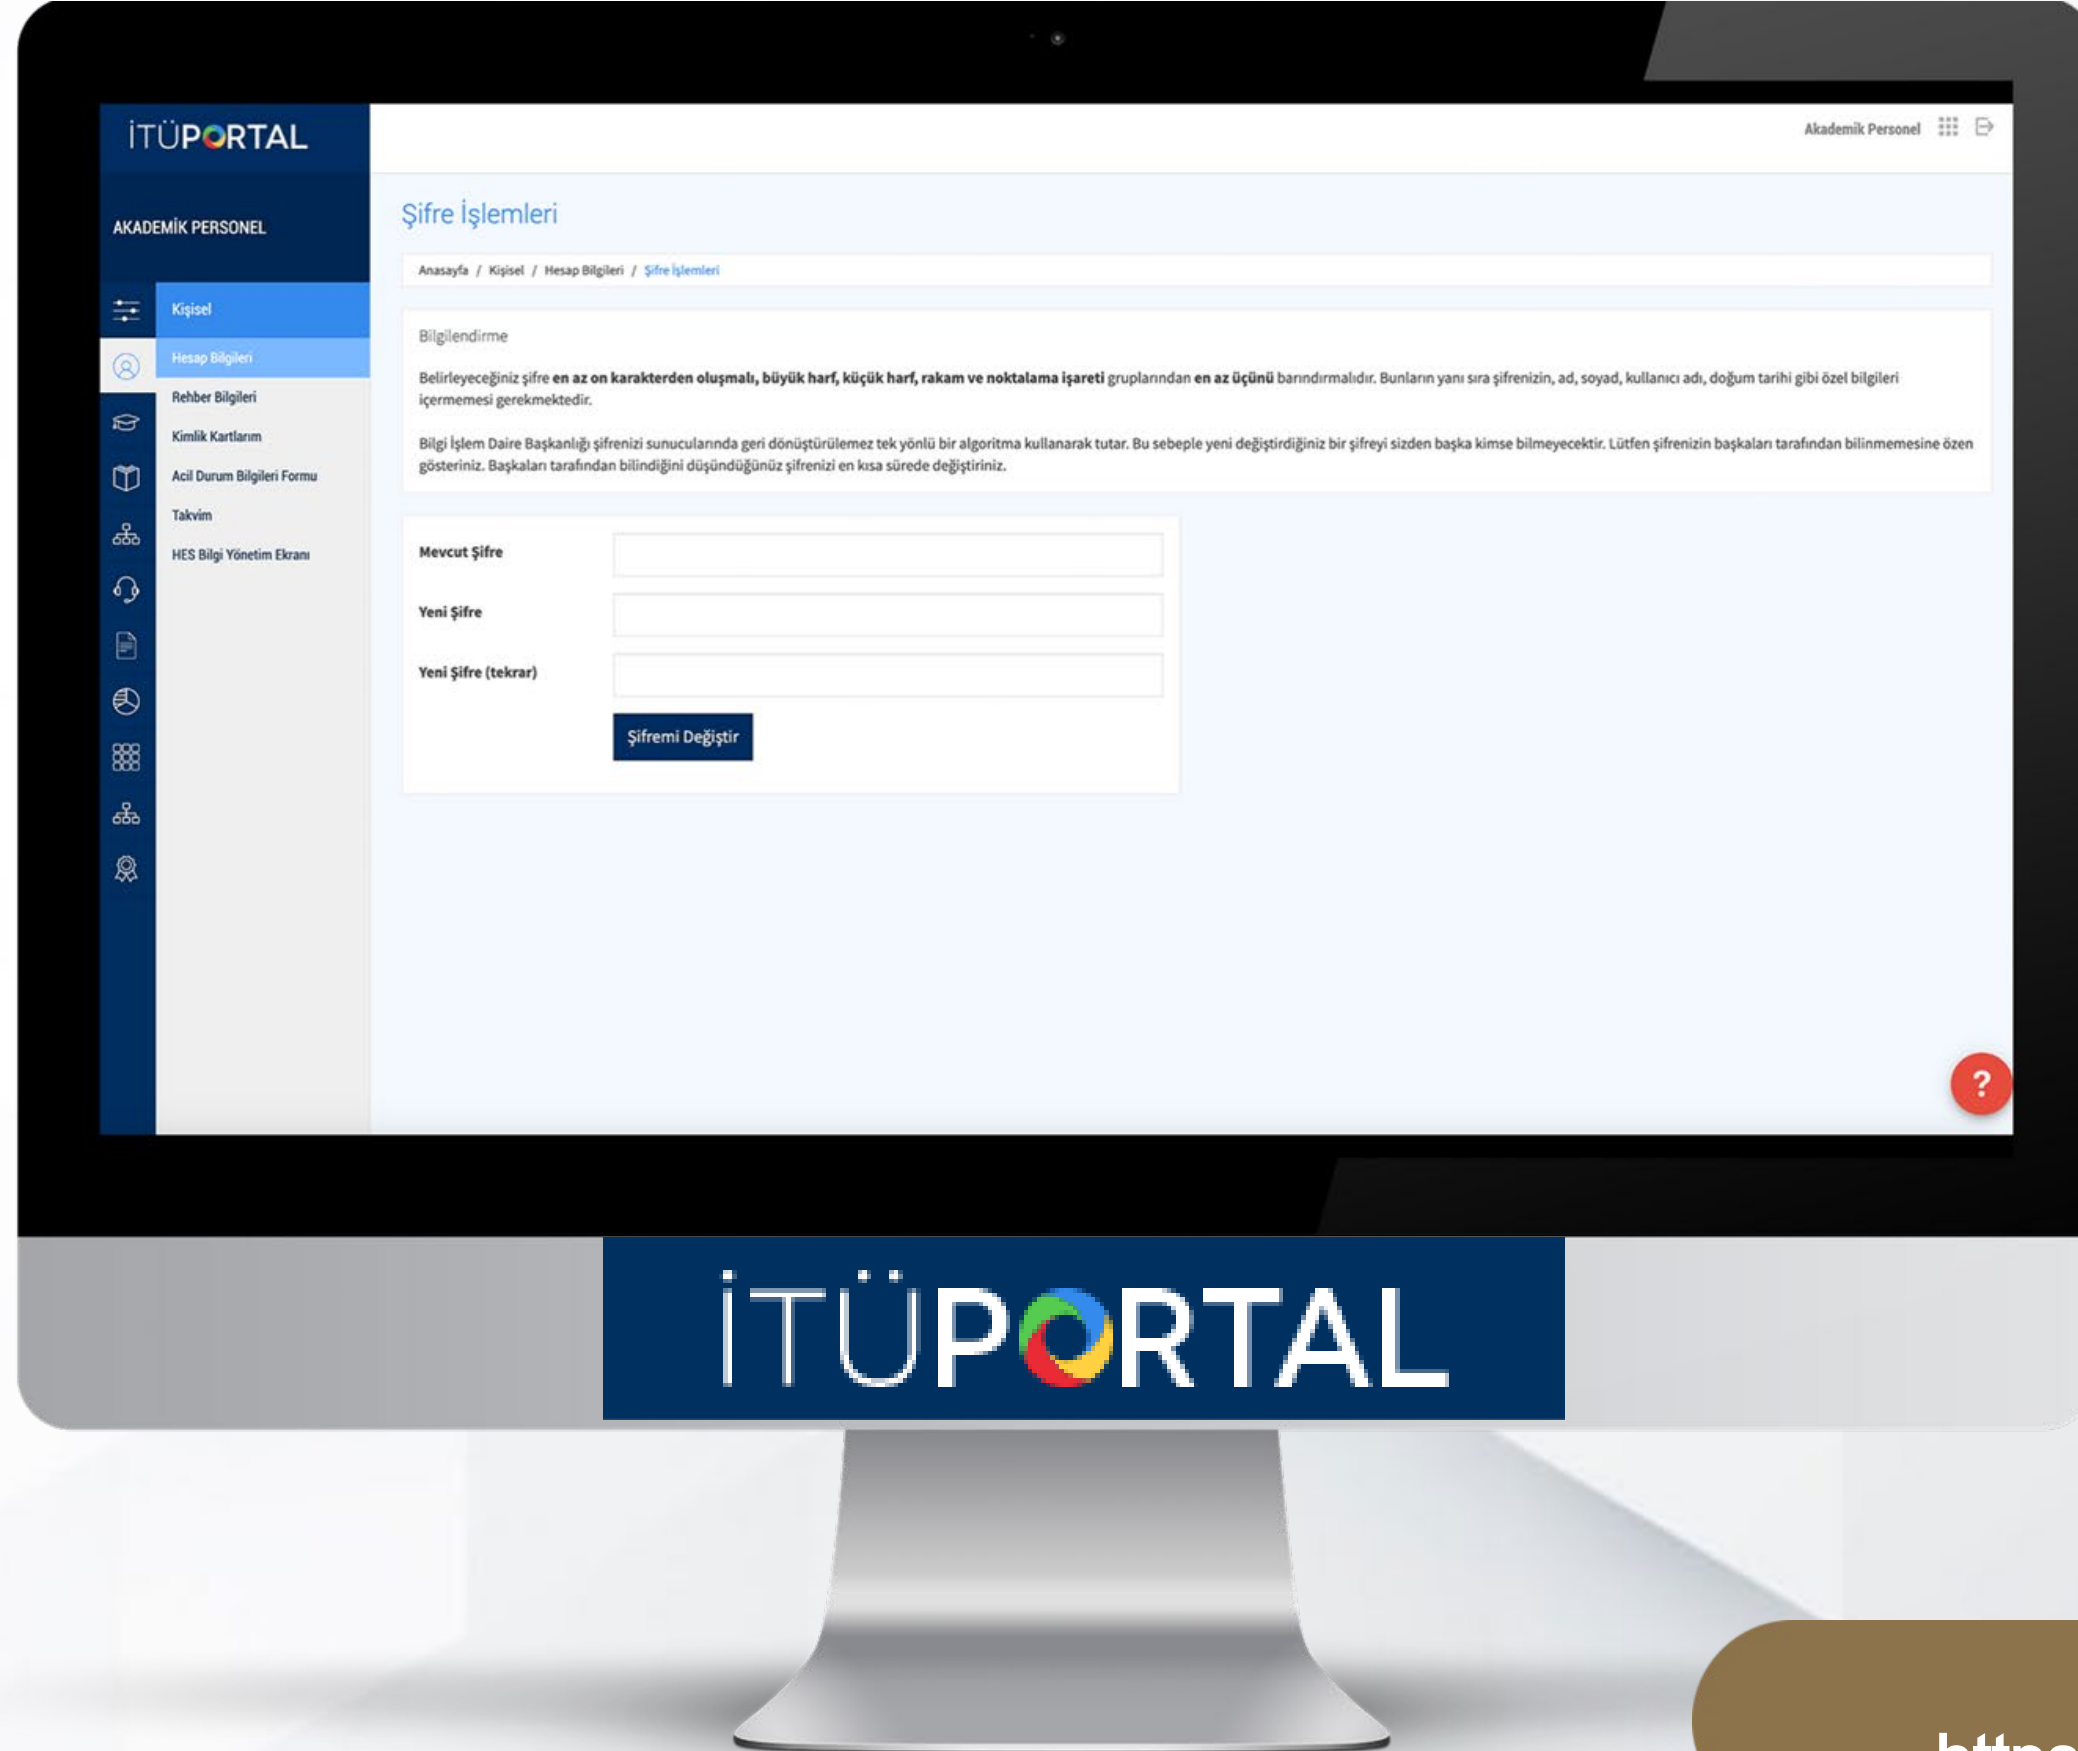 İTÜPORTAL
Akademik Personel
AKADEMİK PERSONEL
Şifre İşlemleri
Anasayfa / Kişisel / Hesap Bilgileri / Şifre İşlemleri
Kişisel
Hesap Bilgileri
Rehber Bilgileri
Kimlik Kartlarım
Acil Durum Bilgileri Formu
Takvim
HES Bilgi Yönetim Ekranı
Bilgilendirme
Belirleyeceğiniz şifre en az on karakterden oluşmalı, büyük harf, küçük harf, rakam ve noktalama işareti gruplarından en az üçünü barındırmalıdır. Bunların yanı sıra şifrenizin, ad, soyad, kullanıcı adı, doğum tarihi gibi özel bilgileri
içermemesi gerekmektedir.
Bilgi İşlem Daire Başkanlığı şifrenizi sunucularında geri dönüştürülemez tek yönlü bir algoritma kullanarak tutar. Bu sebeple yeni değiştirdiğiniz bir şifreyi sizden başka kimse bilmeyecektir. Lütfen şifrenizin başkaları tarafından bilinmemesine özen
gösteriniz. Başkaları tarafından bilindiğini düşündüğünüz şifrenizi en kısa sürede değiştiriniz.
Mevcut Şifre
Yeni Şifre
Yeni Şifre (tekrar)
Şifremi Değiştir
?
İTÜPORTAL